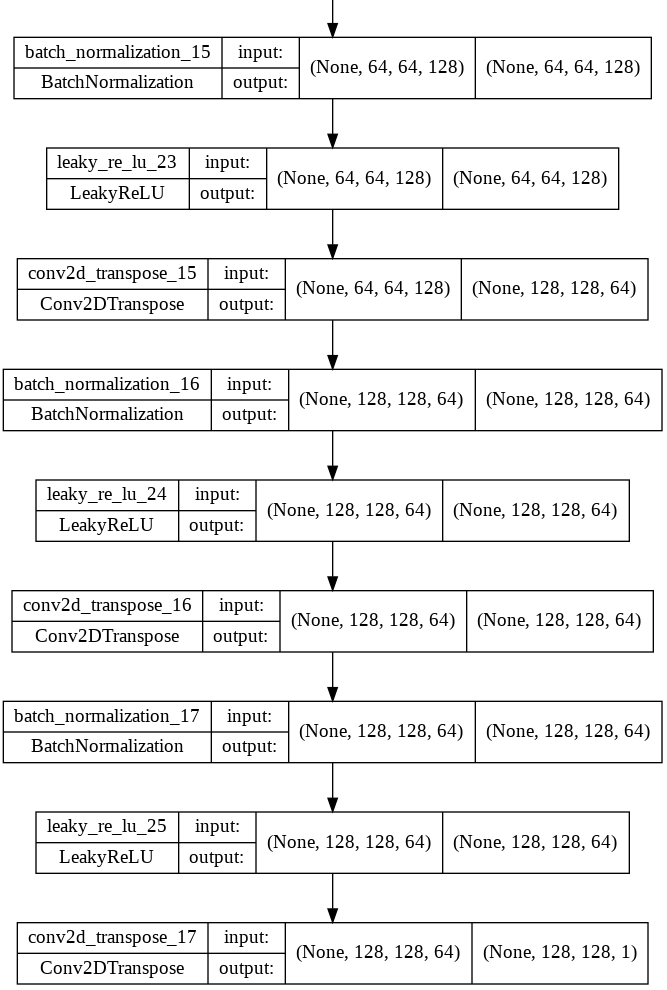 batch_normalization_15 input: (None, 64, 64, 128) (None, 64, 64, 128)
BatchNormalization output:
leaky_re_lu_23 input: (None, 64, 64, 128) (None, 64, 64, 128)
LeakyReLU output:
conv2d_transpose_15 input: (None, 64, 64, 128) (None, 128, 128, 64)
Conv2DTranspose output:
batch_normalization_16 input: (None, 128, 128, 64) (None, 128, 128, 64)
BatchNormalization output:
leaky_re_lu_24 input: (None, 128, 128, 64) (None, 128, 128, 64)
LeakyReLU output:
conv2d_transpose_16 input: (None, 128, 128, 64) (None, 128, 128, 64)
Conv2DTranspose output:
batch_normalization_17 input: (None, 128, 128, 64) (None, 128, 128, 64)
BatchNormalization output:
leaky_re_lu_25 input: (None, 128, 128, 64) (None, 128, 128, 64)
LeakyReLU output:
conv2d_transpose_17 input: (None, 128, 128, 64) (None, 128, 128, 1)
Conv2DTranspose output: